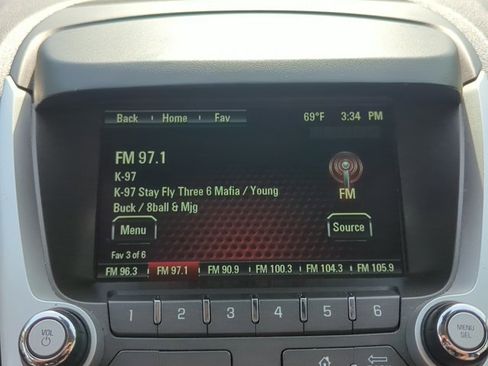 Back Home Fav 69°F 3:34 PM
FM 97.1
K-97
K-97 Stay Fly Three 6 Mafia / Young
Buck / 8ball & Mjg
FM
Menu Source
Fav 3 of 6
FM 96.3 FM 97.1 FM 90.9 FM 100.3 FM 104.3 FM 105.9
1 2 3 4 5 6
VOL
MENU
SEL